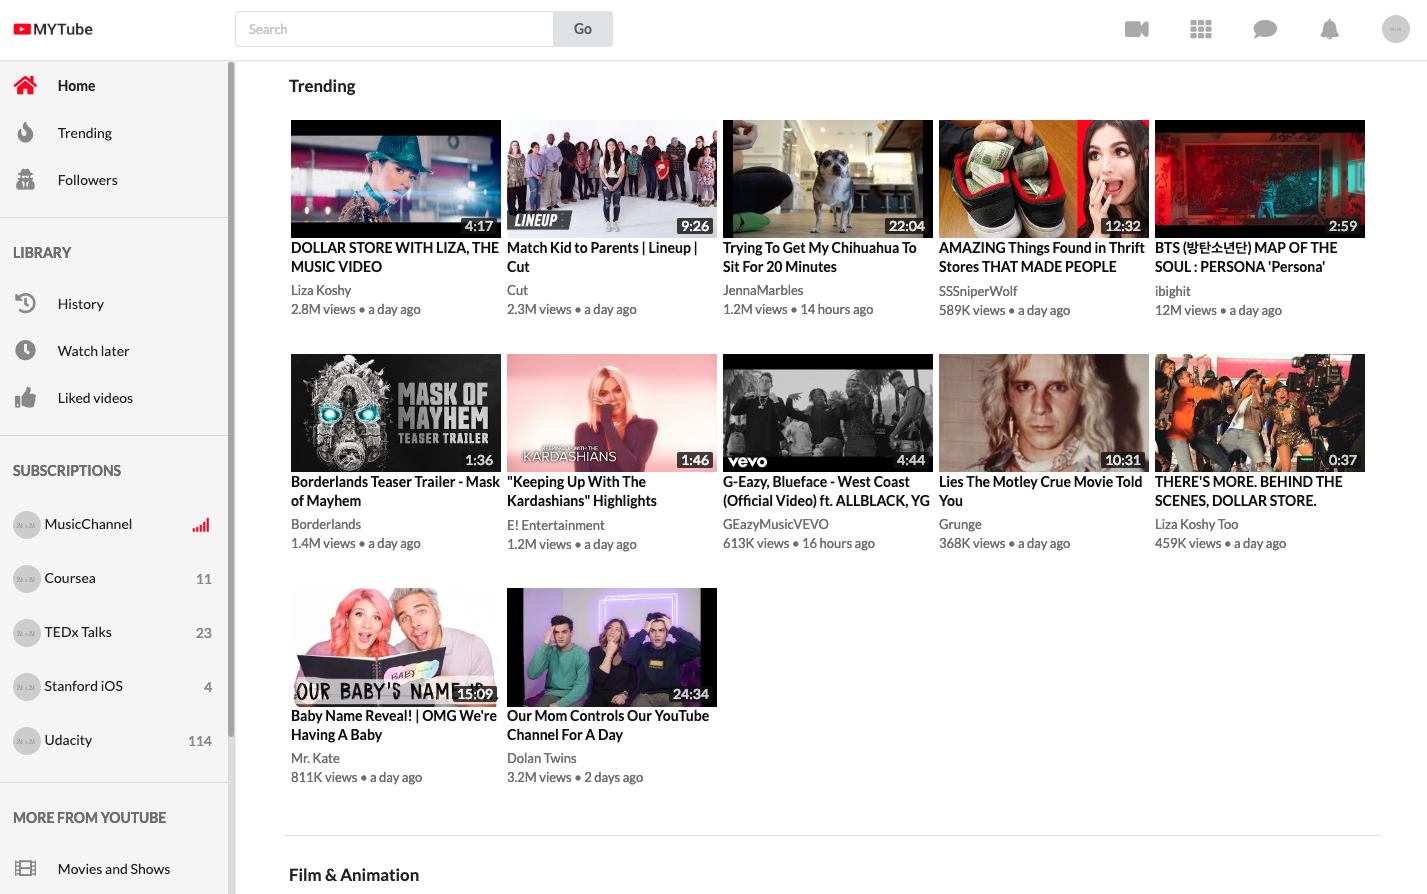 MYTube
Search
Go
Home
Trending
Followers
LIBRARY
History
Watch later
Liked videos
SUBSCRIPTIONS
MusicChannel
Coursea
11
TEDx Talks
23
Stanford iOS
4
Udacity
114
MORE FROM YOUTUBE
Movies and Shows
Trending
4:17
DOLLAR STORE WITH LIZA, THE
MUSIC VIDEO
Liza Koshy
2.8M views • a day ago
LINEUP
9:26
Match Kid to Parents | Lineup |
Cut
Cut
2.3M views • a day ago
22:04
Trying To Get My Chihuahua To
Sit For 20 Minutes
JennaMarbles
1.2M views • 14 hours ago
12:32
AMAZING Things Found in Thrift
Stores THAT MADE PEOPLE
SSSniperWolf
589K views • a day ago
2:59
BTS (방탄소년단) MAP OF THE
SOUL : PERSONA 'Persona'
ibighit
12M views • a day ago
MASK OF
MAYHEM
TEASER TRAILER
1:36
Borderlands Teaser Trailer - Mask
of Mayhem
Borderlands
1.4M views • a day ago
KEEPING UP WITH THE
KARDASHIANS
1:46
"Keeping Up With The
Kardashians" Highlights
E! Entertainment
1.2M views • a day ago
vevo
4:44
G-Eazy, Blueface - West Coast
(Official Video) ft. ALLBLACK, YG
GEazyMusicVEVO
613K views • 16 hours ago
10:31
Lies The Motley Crue Movie Told
You
Grunge
368K views • a day ago
0:37
THERE'S MORE. BEHIND THE
SCENES, DOLLAR STORE.
Liza Koshy Too
459K views • a day ago
BABY
OUR BABY'S NAME IS
15:09
Baby Name Reveal! | OMG We're
Having A Baby
Mr. Kate
811K views • a day ago
24:34
Our Mom Controls Our YouTube
Channel For A Day
Dolan Twins
3.2M views • 2 days ago
Film & Animation